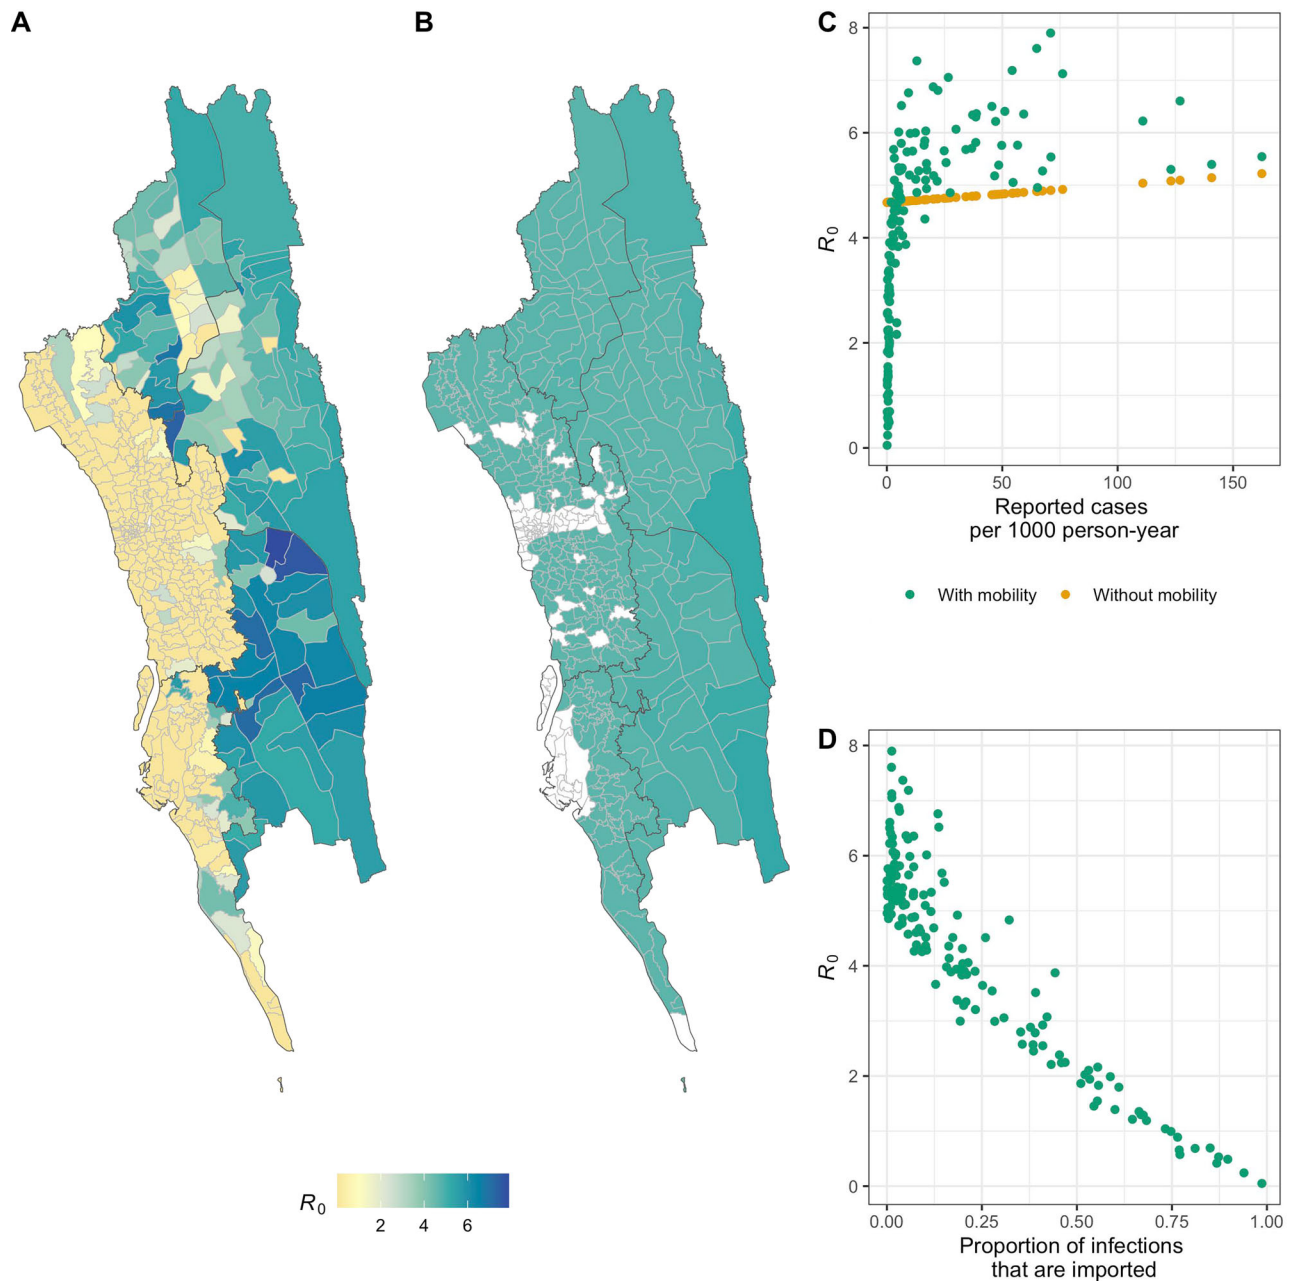 A
B
C
8
6
4
2
0
R0
0
50
100
150
Reported cases
per 1000 person-year
With mobility
Without mobility
D
8
6
4
2
0
R0
0.00
0.25
0.50
0.75
1.00
Proportion of infections
that are imported
R0
2
4
6